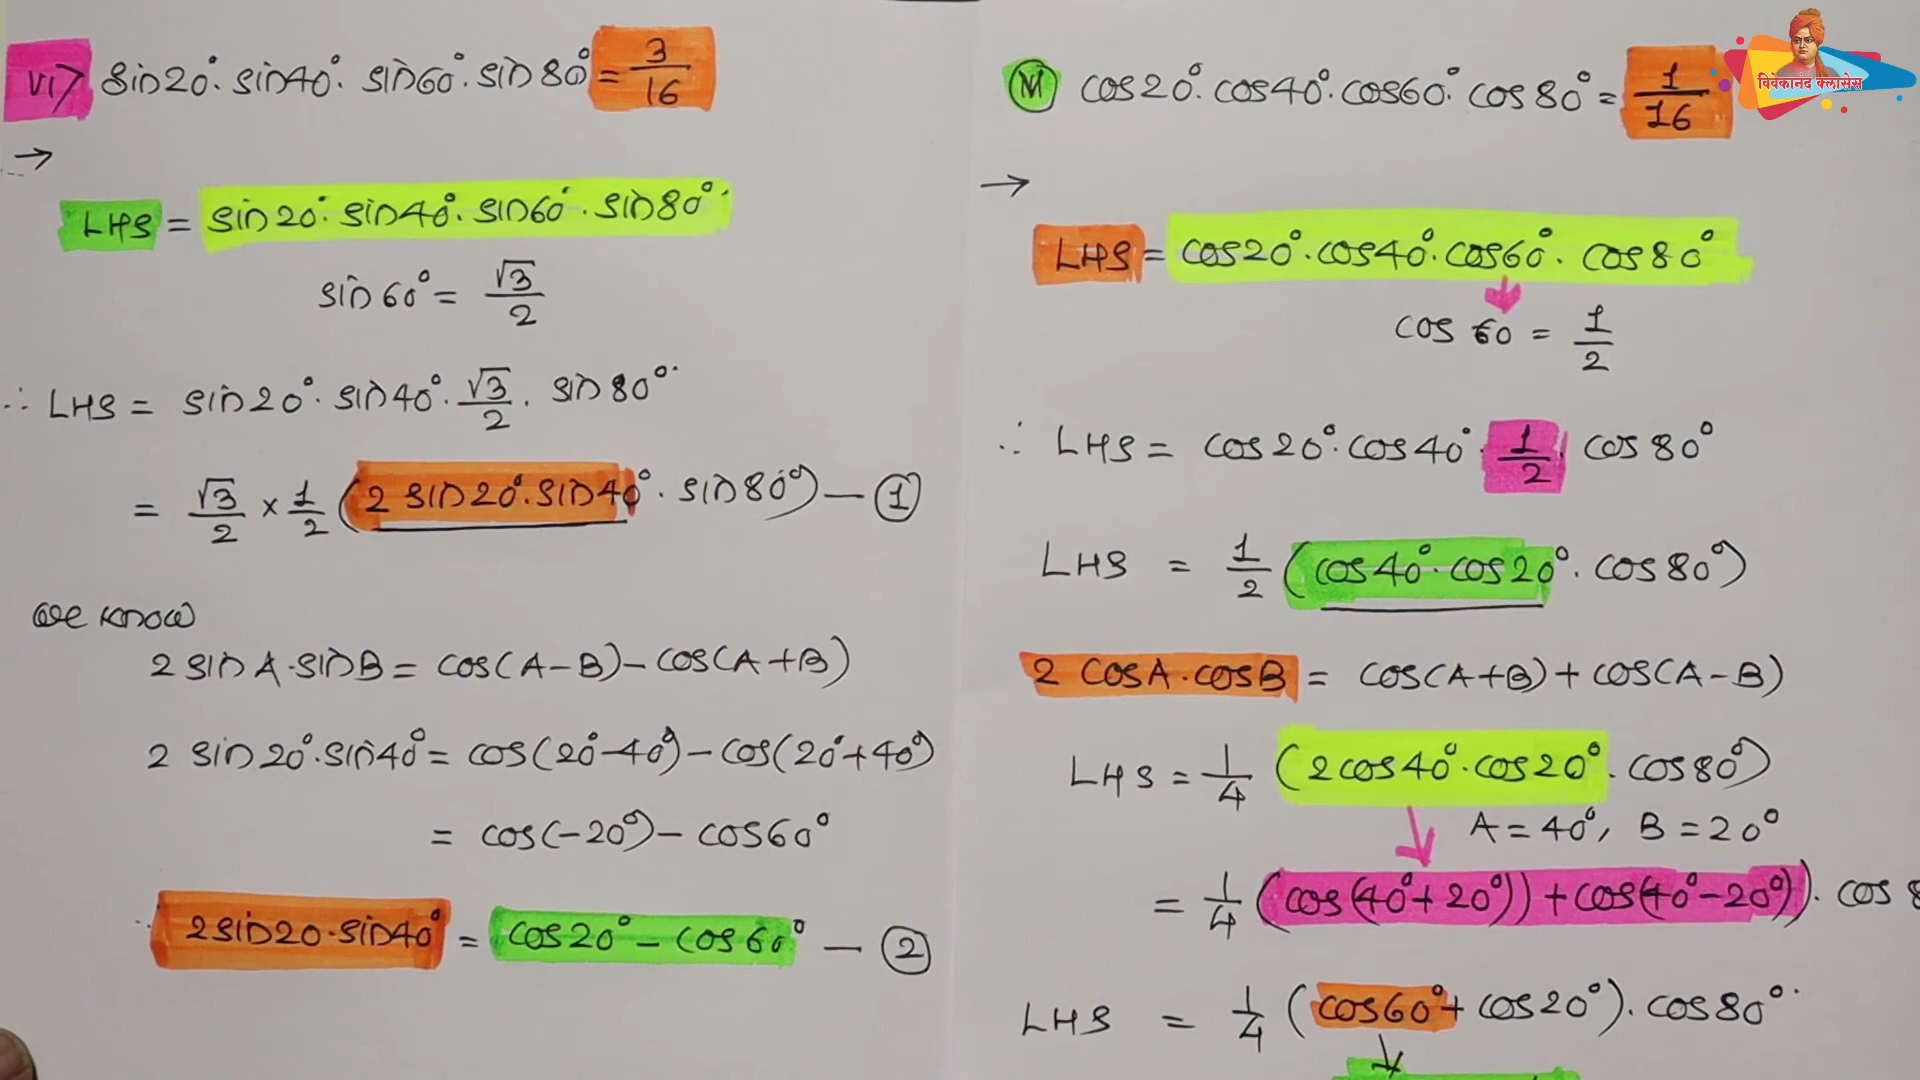 vi) sin20°. sin40°. sin60°. sin80° = 3/16
→
LHS = sin20°. sin40°. sin60°. sin80°
sin60° = √3/2
∴ LHS = sin20°. sin40°. √3/2. sin80°
= √3/2 × 1/2 (2 sin20°. sin40°. sin80°) — ①
we know
2 sinA.sinB = cos(A-B) - cos(A+B)
2 sin20°.sin40° = cos(20°-40°) - cos(20°+40°)
= cos(-20°) - cos60°
2sin20.sin40° = cos20° - cos60° — ②
cos20°. cos40°. cos60°. cos80° = 1/16
→
LHS = cos20°. cos40°. cos60°. cos80°
cos 60 = 1/2
∴ LHS = cos20°. cos40°. 1/2. cos80°
LHS = 1/2 (cos40°. cos20°. cos80°)
2 cosA.cosB = cos(A+B) + cos(A-B)
LHS = 1/4 (2cos40°.cos20°. cos80°)
A = 40°, B = 20°
= 1/4 (cos(40°+20°)) + cos(40°-20°)). cos 8
LHS = 1/4 (cos60° + cos20°). cos80°
विवेकानंद क्लासेस